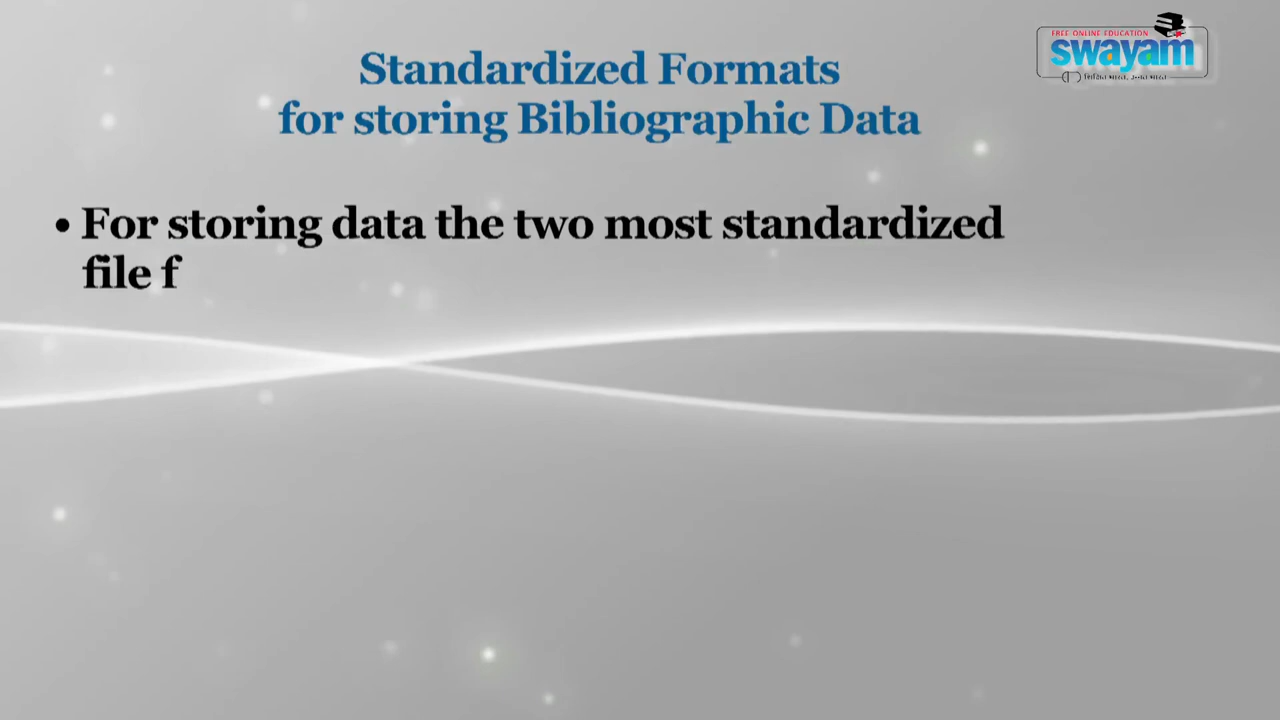 FREE ONLINE EDUCATION
swayam
Standardized Formats
for storing Bibliographic Data
• For storing data the two most standardized
file f